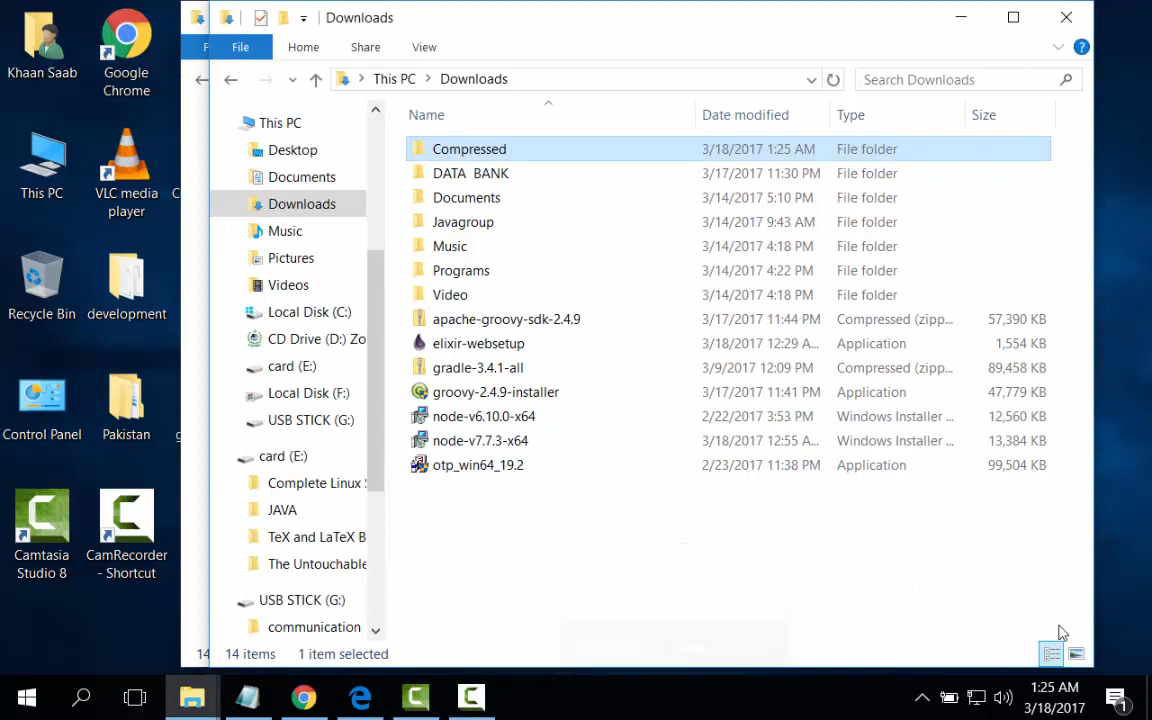 Khaan Saab
Google
Chrome
This PC
VLC media
player
C
Recycle Bin
development
Control Panel
Pakistan
g
Camtasia
Studio 8
CamRecorder
- Shortcut
F
14
Downloads
File
Home
Share
View
This PC
Downloads
Search Downloads
Name
Date modified
Type
Size
This PC
Desktop
Documents
Downloads
Music
Pictures
Videos
Local Disk (C:)
CD Drive (D:) Zo
card (E:)
Local Disk (F:)
USB STICK (G:)
card (E:)
Complete Linux
JAVA
TeX and LaTeX B
The Untouchable
USB STICK (G:)
communication
Compressed 3/18/2017 1:25 AM File folder
DATA BANK 3/17/2017 11:30 PM File folder
Documents 3/14/2017 5:10 PM File folder
Javagroup 3/14/2017 9:43 AM File folder
Music 3/14/2017 4:18 PM File folder
Programs 3/14/2017 4:22 PM File folder
Video 3/14/2017 4:18 PM File folder
apache-groovy-sdk-2.4.9 3/17/2017 11:44 PM Compressed (zipp... 57,390 KB
elixir-websetup 3/18/2017 12:29 A... Application 1,554 KB
gradle-3.4.1-all 3/9/2017 12:09 PM Compressed (zipp... 89,458 KB
groovy-2.4.9-installer 3/17/2017 11:41 PM Application 47,779 KB
node-v6.10.0-x64 2/22/2017 3:53 PM Windows Installer ... 12,560 KB
node-v7.7.3-x64 3/18/2017 12:55 A... Windows Installer ... 13,384 KB
otp_win64_19.2 2/23/2017 11:38 PM Application 99,504 KB
14 items 1 item selected
1:25 AM
3/18/2017
1